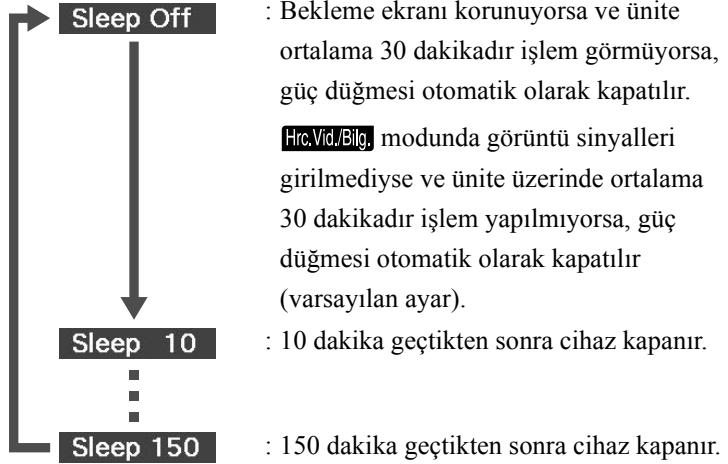 Sleep Off : Bekleme ekranı korunuyorsa ve ünite
ortalama 30 dakikadır işlem görmüyorsa,
güç düğmesi otomatik olarak kapatılır.
Hrc.Vid./Bilg. modunda görüntü sinyalleri
girilmediyse ve ünite üzerinde ortalama
30 dakikadır işlem yapılmıyorsa, güç
düğmesi otomatik olarak kapatılır
(varsayılan ayar).
Sleep 10 : 10 dakika geçtikten sonra cihaz kapanır.
Sleep 150 : 150 dakika geçtikten sonra cihaz kapanır.